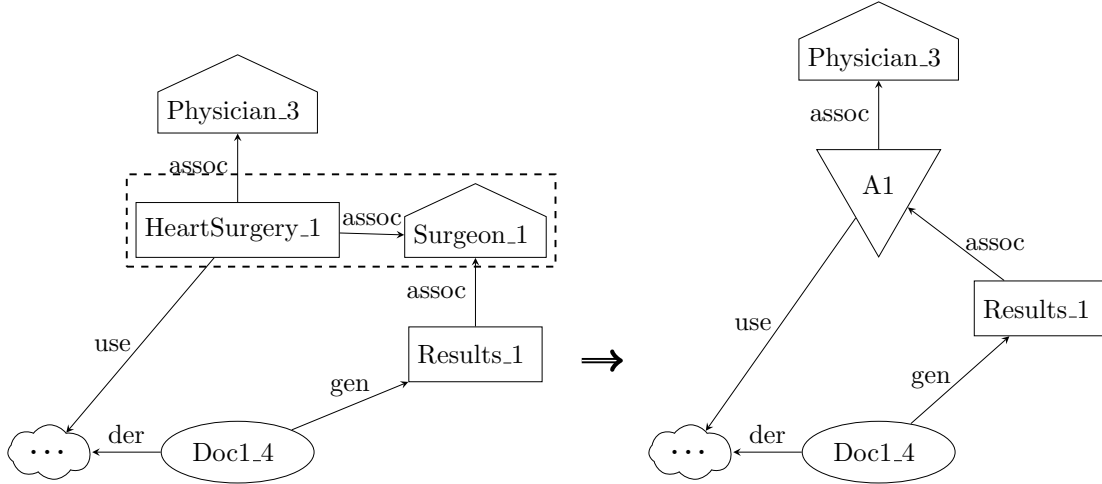 Physician_3
assoc
HeartSurgery_1
assoc
Surgeon_1
assoc
use
Results_1
gen
der
...
Doc1_4
⇒
Physician_3
assoc
A1
assoc
Results_1
use
gen
der
...
Doc1_4